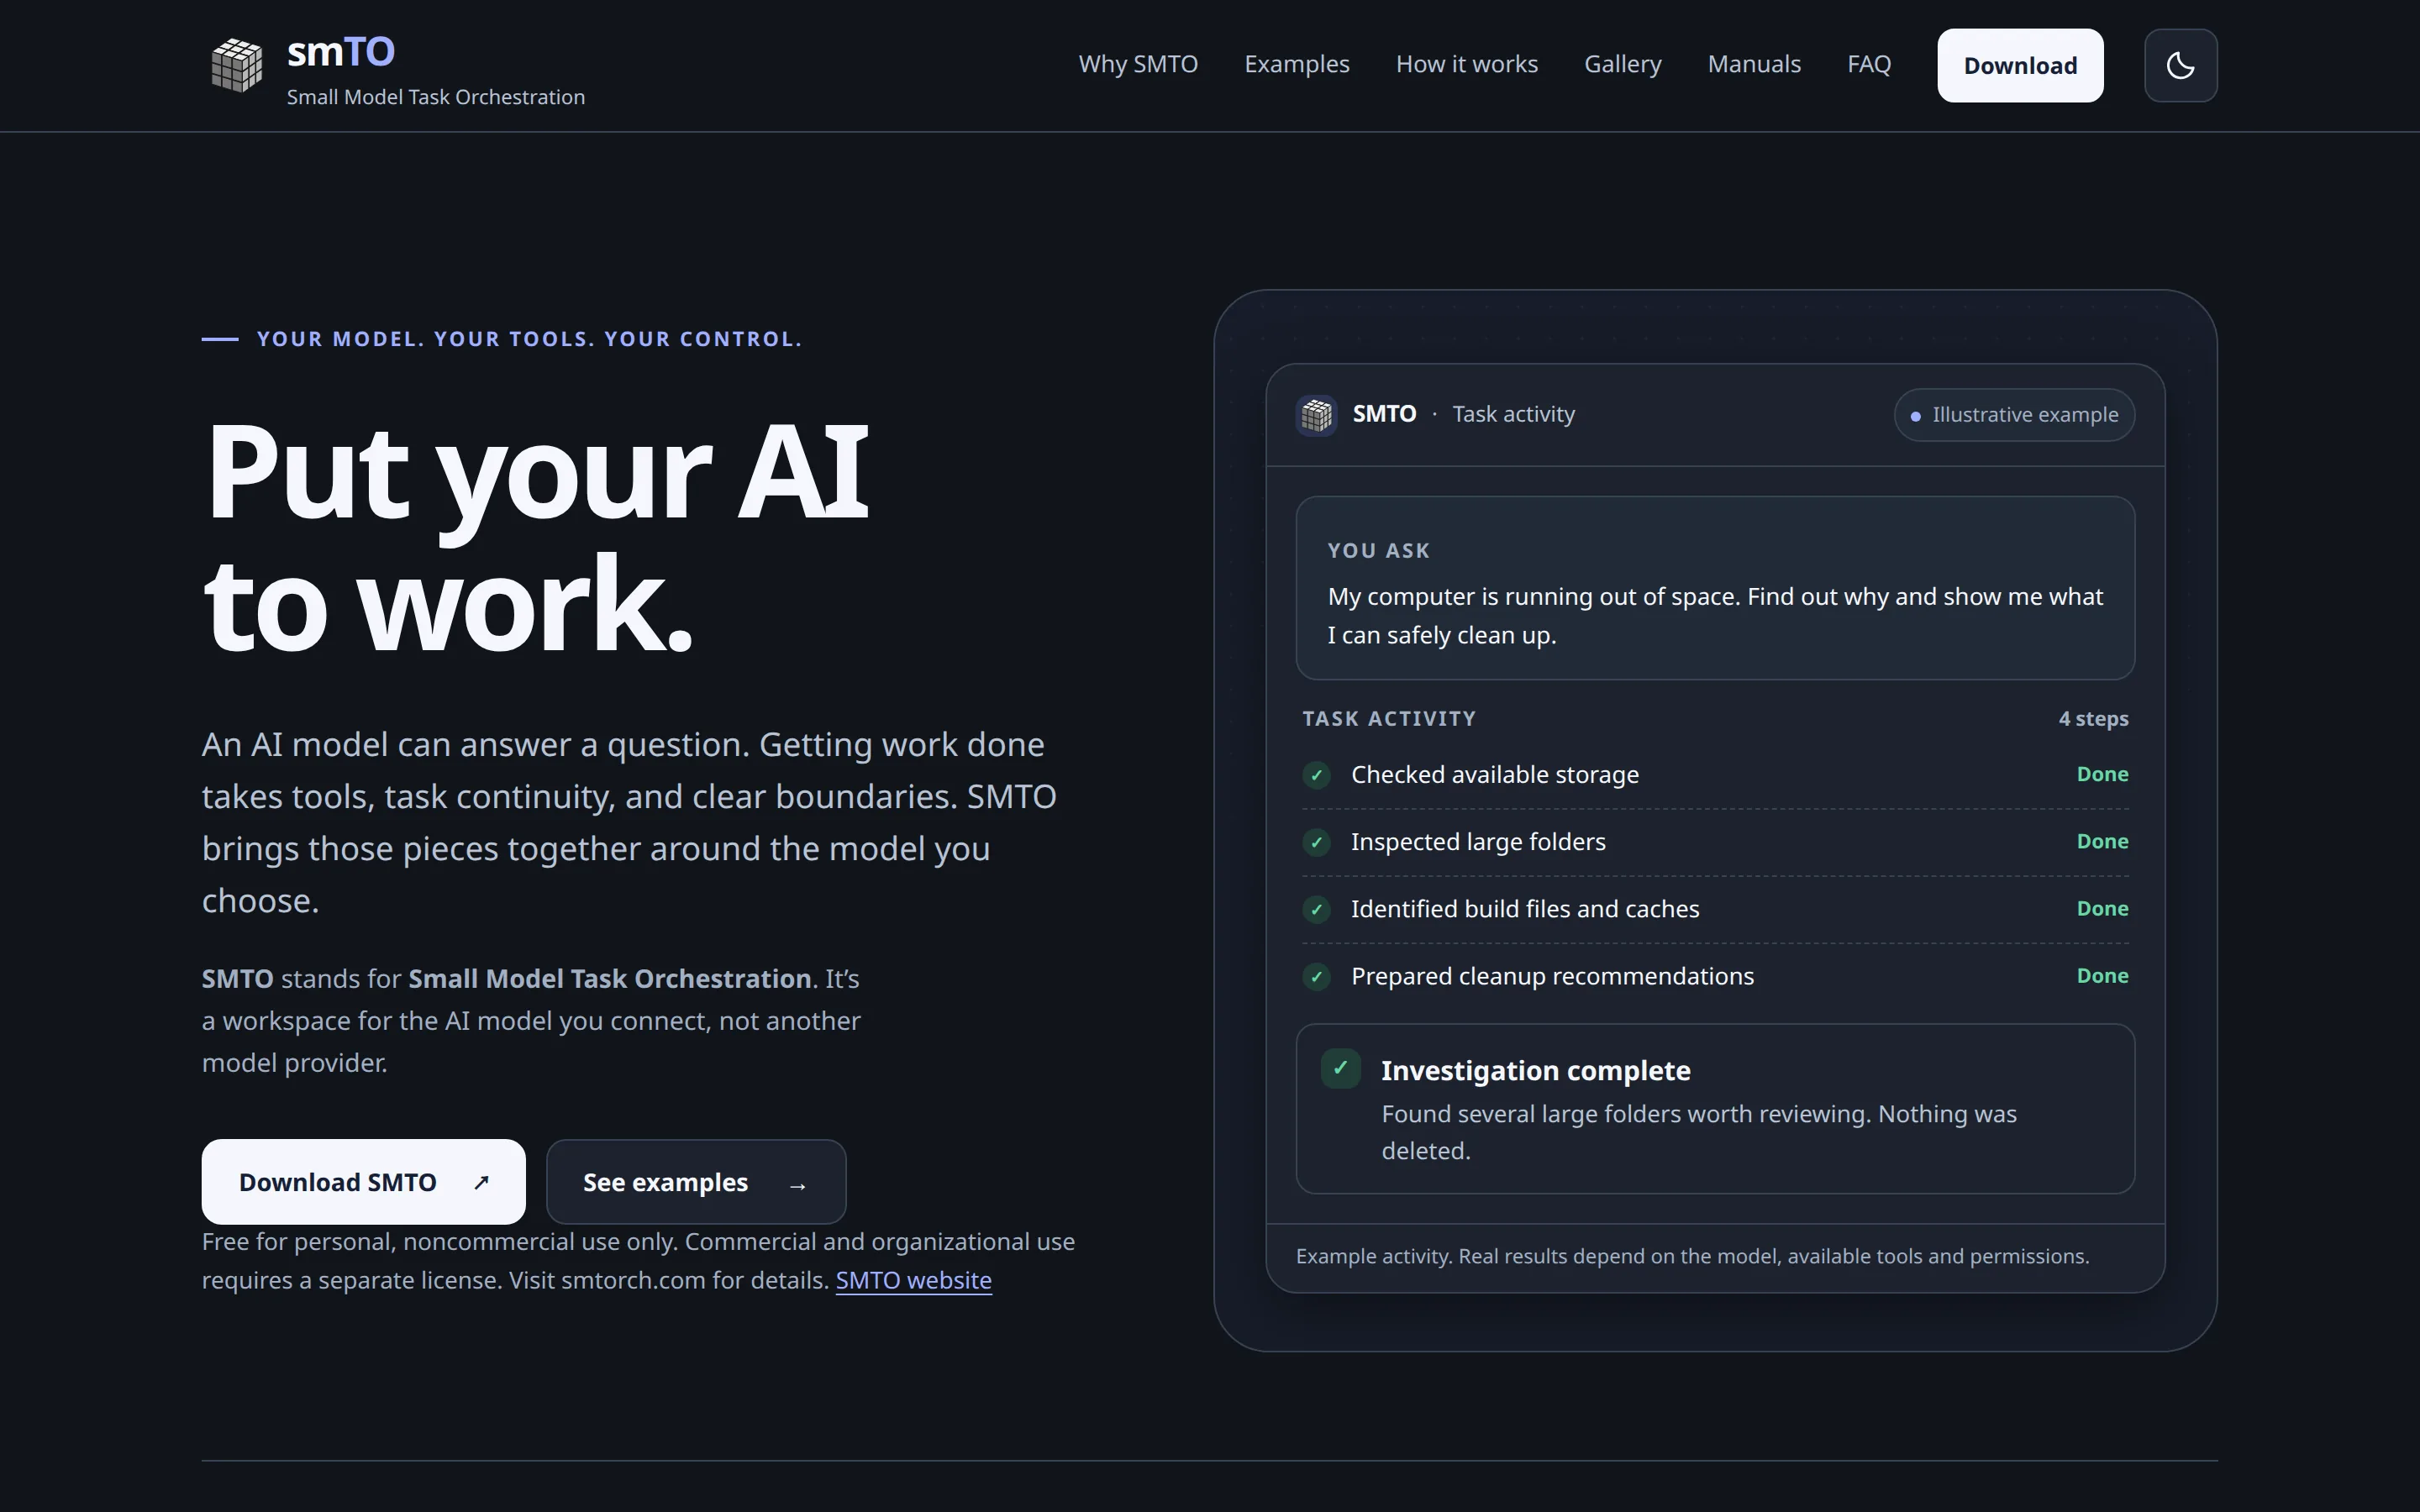 smTO
Small Model Task Orchestration
Why SMTO
Examples
How it works
Gallery
Manuals
FAQ
Download
YOUR MODEL. YOUR TOOLS. YOUR CONTROL.
Put your AI
to work.
An AI model can answer a question. Getting work done
takes tools, task continuity, and clear boundaries. SMTO
brings those pieces together around the model you
choose.
SMTO stands for Small Model Task Orchestration. It’s
a workspace for the AI model you connect, not another
model provider.
Download SMTO ↗
See examples →
Free for personal, noncommercial use only. Commercial and organizational use
requires a separate license. Visit smtorch.com for details. SMTO website
SMTO · Task activity
Illustrative example
YOU ASK
My computer is running out of space. Find out why and show me what
I can safely clean up.
TASK ACTIVITY
4 steps
✓ Checked available storage Done
✓ Inspected large folders Done
✓ Identified build files and caches Done
✓ Prepared cleanup recommendations Done
✓ Investigation complete
Found several large folders worth reviewing. Nothing was
deleted.
Example activity. Real results depend on the model, available tools and permissions.